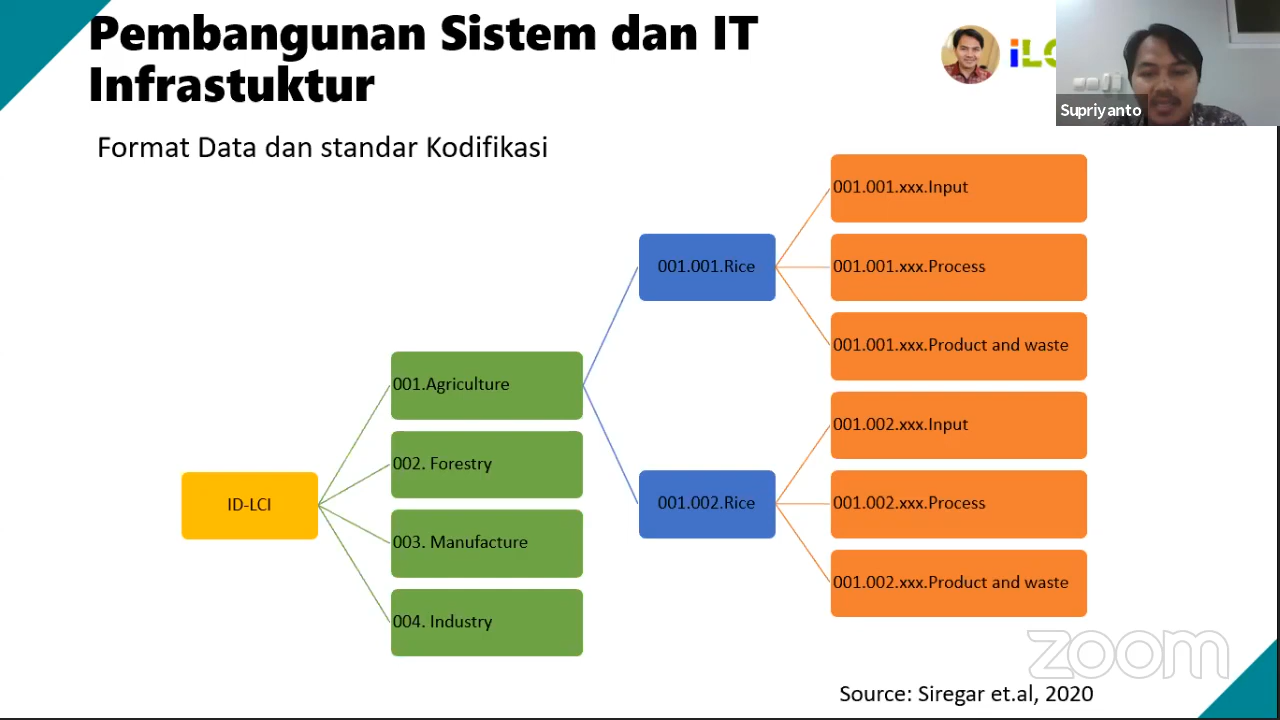 Pembangunan Sistem dan IT
Infrastuktur
Supriyanto
Format Data dan standar Kodifikasi
001.001.xxx.Input
001.001.Rice
001.001.xxx.Process
001.001.xxx.Product and waste
001.Agriculture
001.002.xxx.Input
002. Forestry
ID-LCI
001.002.Rice
001.002.xxx.Process
003. Manufacture
001.002.xxx.Product and waste
004. Industry
zoom
Source: Siregar et.al, 2020